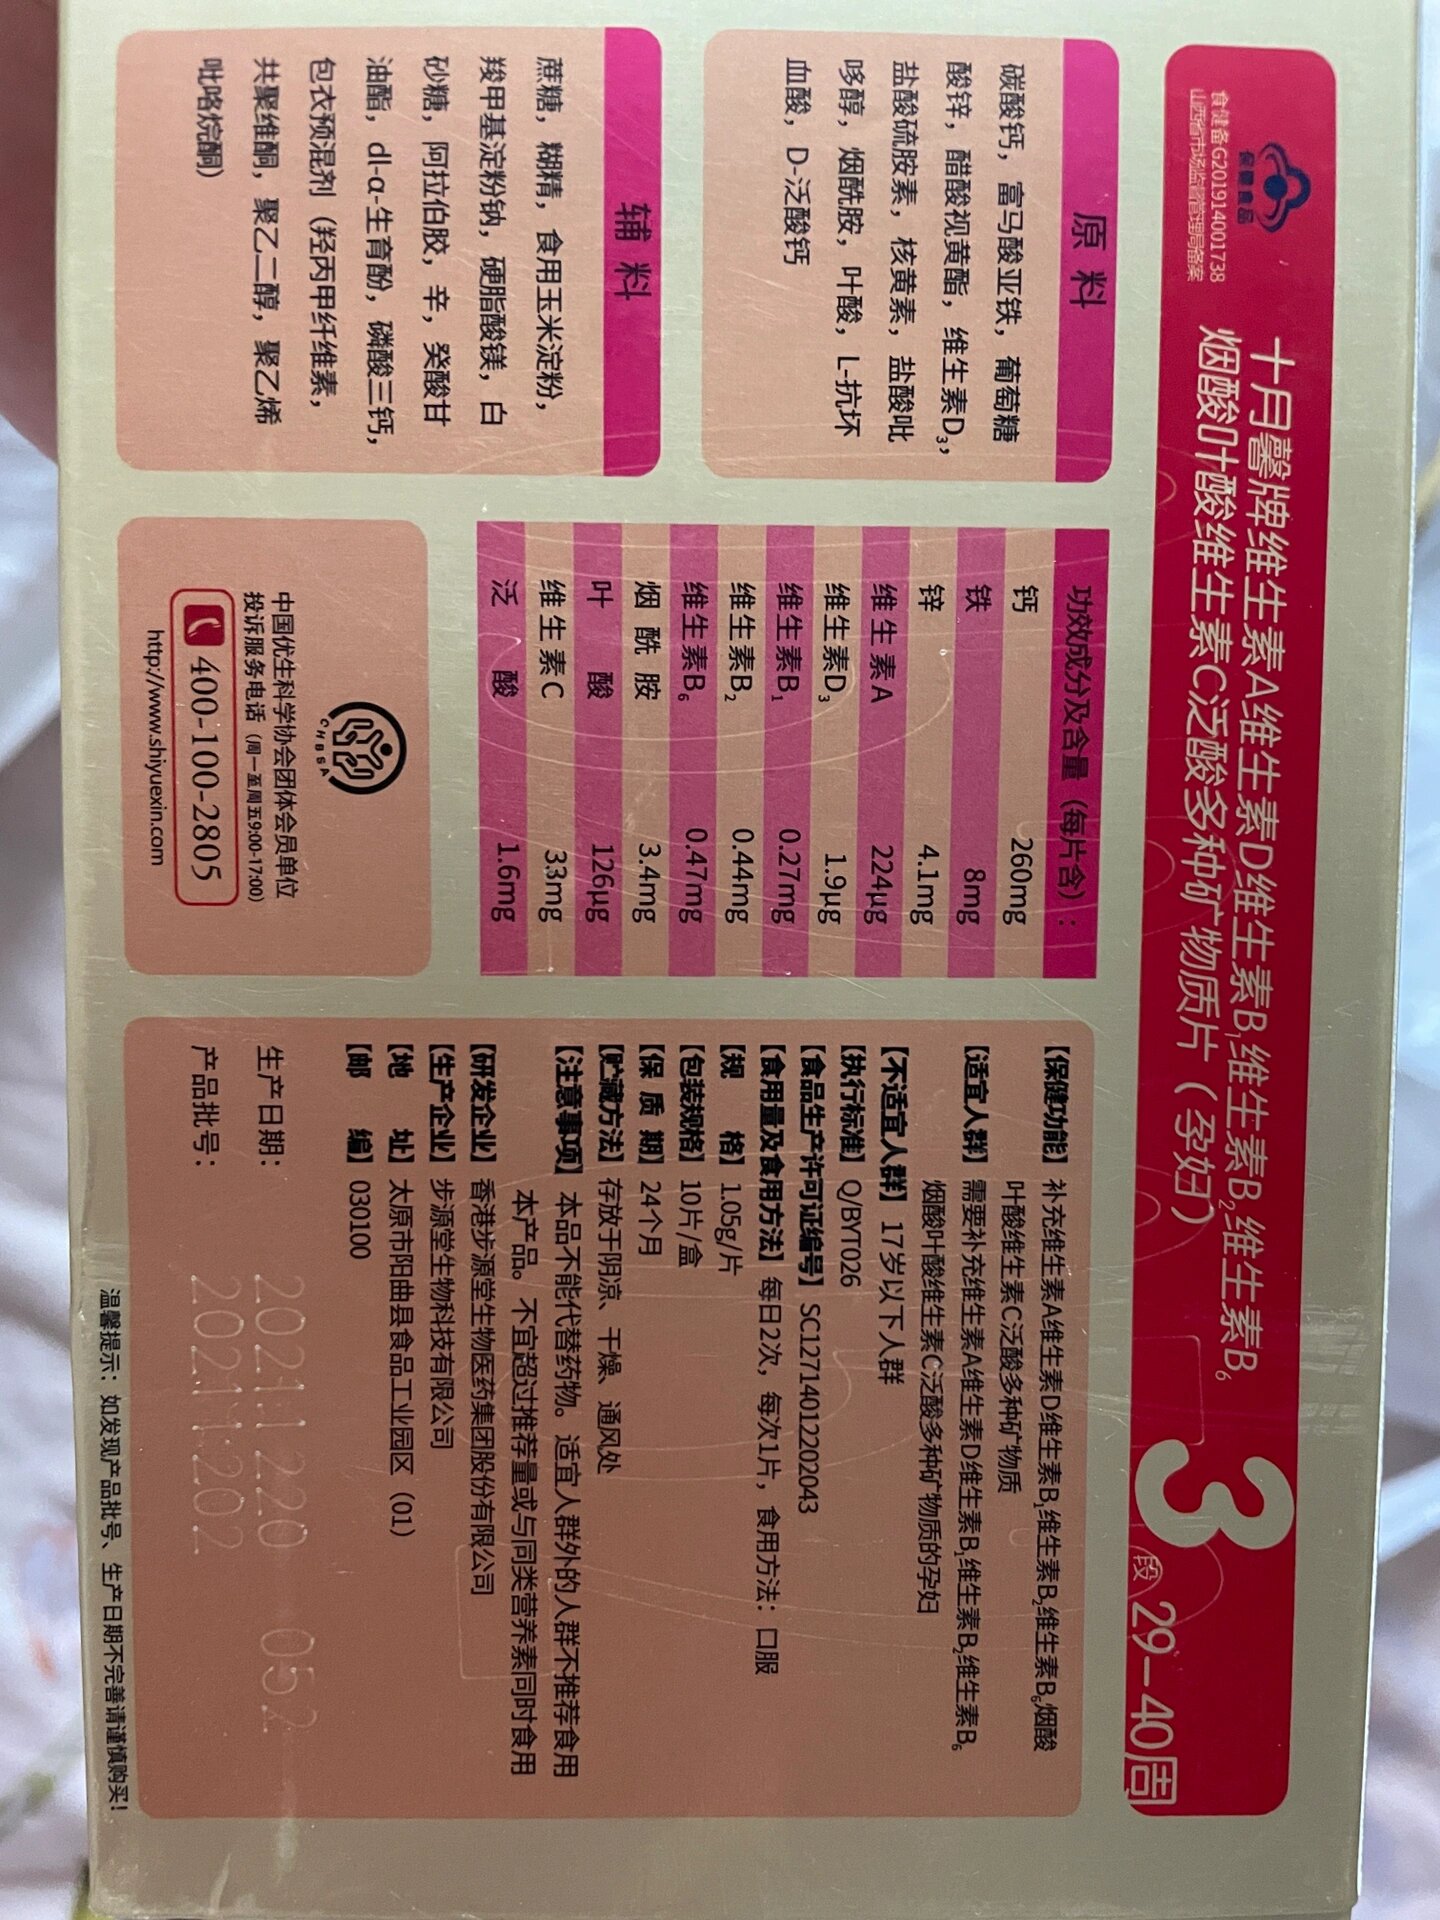 保健食品
食健备G201914001738
山西省市场监督管理局备案
十月馨牌维生素A维生素D维生素B₁维生素B₂维生素B₆
烟酸叶酸维生素C泛酸多种矿物质片（孕妇）
3段 29—40周
原料
碳酸钙，富马酸亚铁，葡萄糖
酸锌，醋酸视黄酯，维生素D₃，
盐酸硫胺素，核黄素，盐酸吡
哆醇，烟酰胺，叶酸，L-抗坏
血酸，D-泛酸钙
辅料
蔗糖，糊精，食用玉米淀粉，
羧甲基淀粉钠，硬脂酸镁，白
砂糖，阿拉伯胶，辛，癸酸甘
油酯，dl-α-生育酚，磷酸三钙，
包衣预混剂（羟丙甲纤维素，
共聚维酮，聚乙二醇，聚乙烯
吡咯烷酮）
功效成分及含量（每片含）：
钙 260mg
铁 8mg
锌 4.1mg
维生素A 224μg
维生素D₃ 1.9μg
维生素B₁ 0.27mg
维生素B₂ 0.44mg
维生素B₆ 0.47mg
烟酰胺 3.4mg
叶酸 126μg
维生素C 33mg
泛酸 1.6mg
CHBSA
中国优生科学协会团体会员单位
投诉服务电话（周一至周五9:00-17:00）
400-100-2805
http://www.shiyuexin.com
【保健功能】补充维生素A维生素D维生素B₁维生素B₂维生素B₆烟酸
叶酸维生素C泛酸多种矿物质
【适宜人群】需要补充维生素A维生素D维生素B₁维生素B₂维生素B₆
烟酸叶酸维生素C泛酸多种矿物质的孕妇
【不适宜人群】17岁以下人群
【执行标准】Q/BYT026
【食品生产许可证编号】SC12714012202043
【食用量及食用方法】每日2次，每次1片，食用方法：口服
【规 格】1.05g/片
【包装规格】10片/盒
【保 质 期】24个月
【贮藏方法】存放于阴凉、干燥、通风处
【注意事项】本品不能代替药物。适宜人群外的人群不推荐食用
本产品。不宜超过推荐量或与同类营养素同时食用
【研发企业】香港步源堂生物医药集团股份有限公司
【生产企业】步源堂生物科技有限公司
【地 址】太原市阳曲县食品工业园区（01）
【邮 编】030100
生产日期：20211220 052
产品批号：20211202
温馨提示：如发现产品批号、生产日期不完善请谨慎购买！